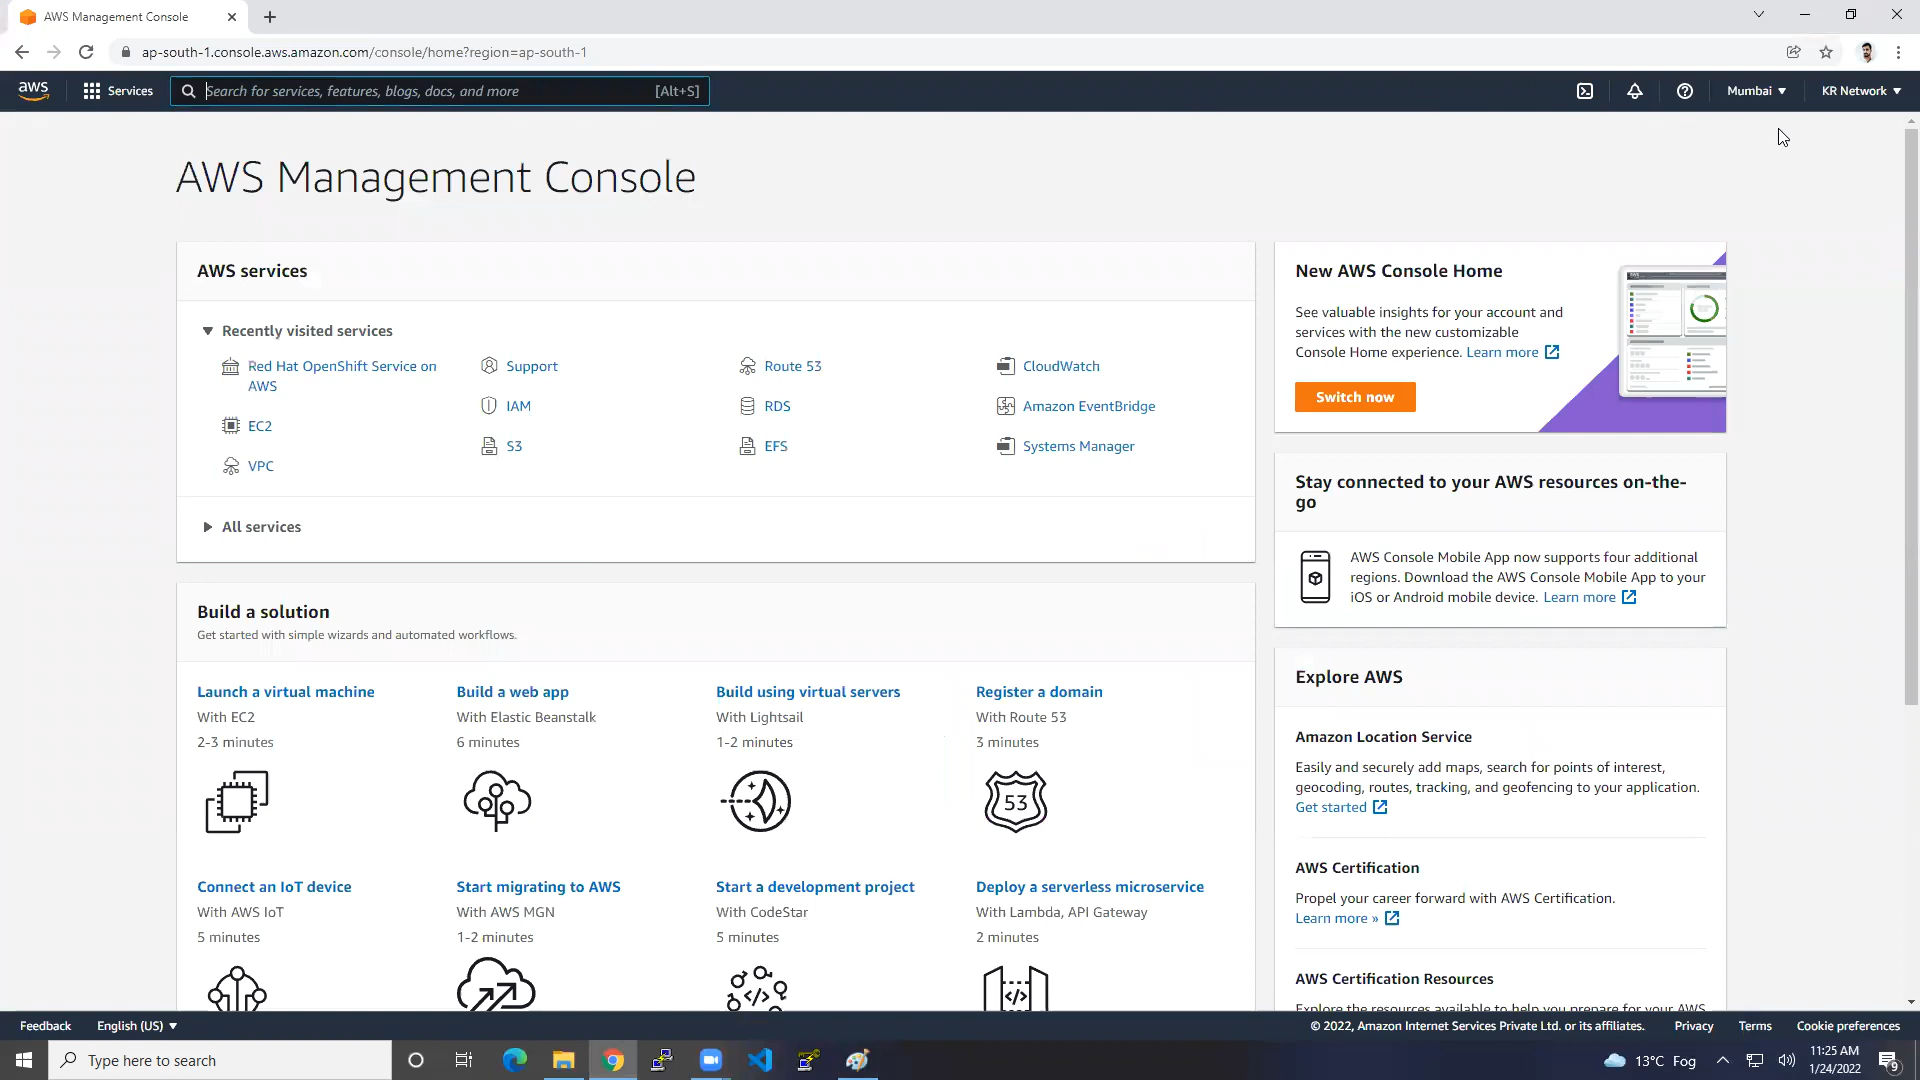 AWS Management Console
ap-south-1.console.aws.amazon.com/console/home?region=ap-south-1
aws
Services
Search for services, features, blogs, docs, and more
[Alt+S]
Mumbai
KR Network
AWS Management Console
AWS services
Recently visited services
Red Hat OpenShift Service on
AWS
EC2
VPC
Support
IAM
S3
Route 53
RDS
EFS
CloudWatch
Amazon EventBridge
Systems Manager
All services
New AWS Console Home
See valuable insights for your account and
services with the new customizable
Console Home experience. Learn more
Switch now
Stay connected to your AWS resources on-the-
go
AWS Console Mobile App now supports four additional
regions. Download the AWS Console Mobile App to your
iOS or Android mobile device. Learn more
Build a solution
Get started with simple wizards and automated workflows.
Launch a virtual machine
With EC2
2-3 minutes
Build a web app
With Elastic Beanstalk
6 minutes
Build using virtual servers
With Lightsail
1-2 minutes
Register a domain
With Route 53
3 minutes
53
Connect an IoT device
With AWS IoT
5 minutes
Start migrating to AWS
With AWS MGN
1-2 minutes
Start a development project
With CodeStar
5 minutes
</>
Deploy a serverless microservice
With Lambda, API Gateway
2 minutes
</>
Explore AWS
Amazon Location Service
Easily and securely add maps, search for points of interest,
geocoding, routes, tracking, and geofencing to your application.
Get started
AWS Certification
Propel your career forward with AWS Certification.
Learn more »
AWS Certification Resources
Explore the resources available to help you prepare for your AWS
Feedback
English (US)
© 2022, Amazon Internet Services Private Ltd. or its affiliates.
Privacy
Terms
Cookie preferences
Type here to search
13°C Fog
11:25 AM
1/24/2022
9